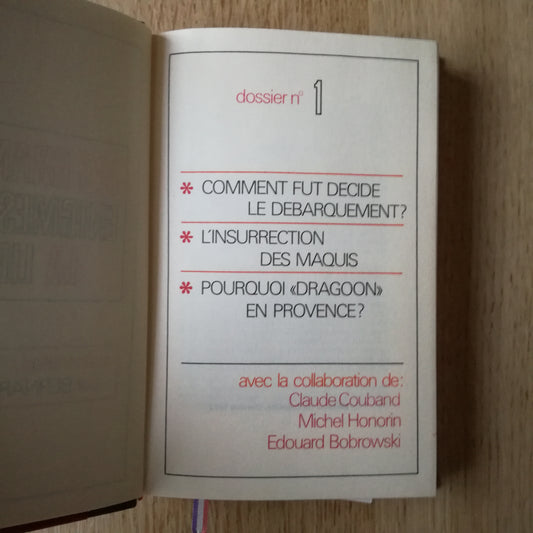 dossier n° 1
* COMMENT FUT DECIDE
LE DEBARQUEMENT?
* L'INSURRECTION
DES MAQUIS
* POURQUOI «DRAGOON»
EN PROVENCE?
avec la collaboration de:
Claude Couband
Michel Honorin
Edouard Bobrowski